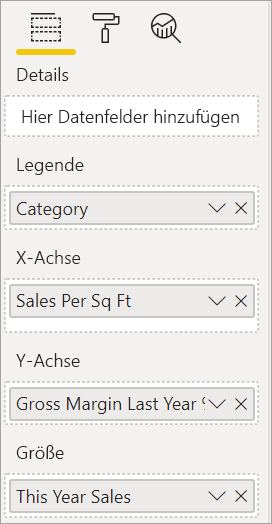 Details
Hier Datenfelder hinzufügen
Legende
Category
X-Achse
Sales Per Sq Ft
Y-Achse
Gross Margin Last Year
Größe
This Year Sales